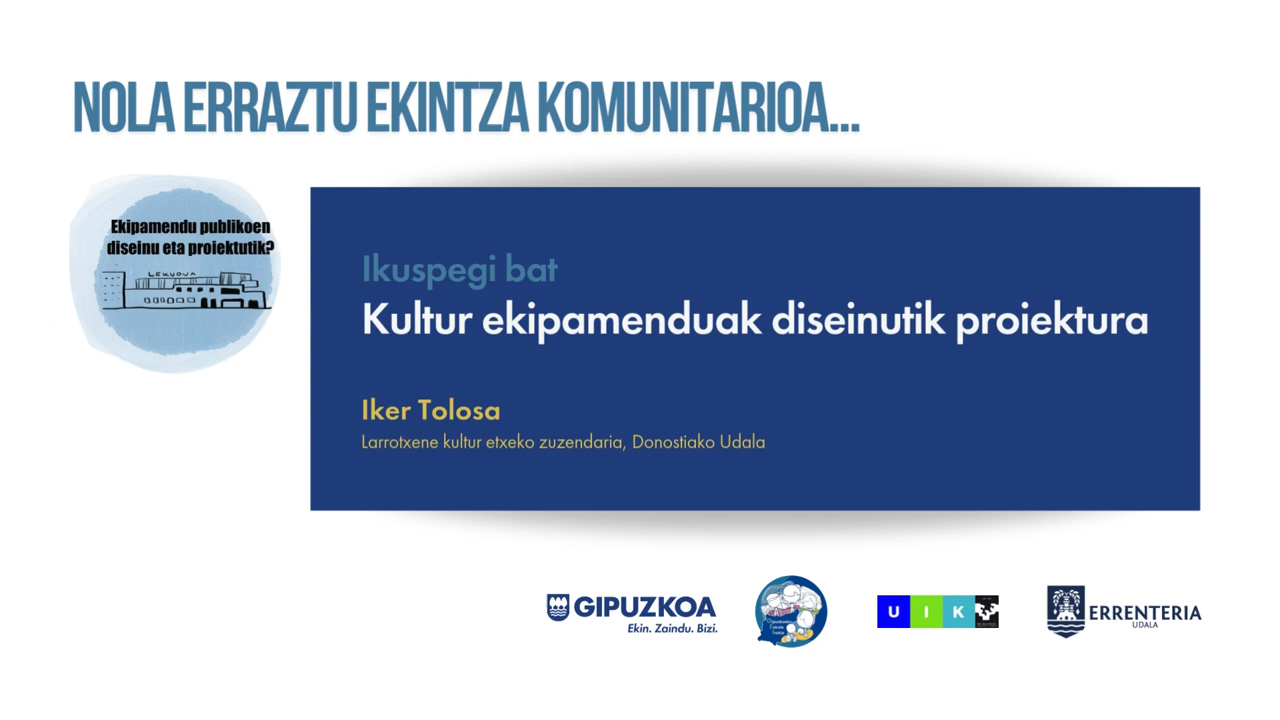 NOLA ERRAZTU EKINTZA KOMUNITARIOA...
Ekipamendu publikoen
diseinu eta proiektutik?
LEKUONA
Ikuspegi bat
Kultur ekipamenduak diseinutik proiektura
Iker Tolosa
Larrotxene kultur etxeko zuzendaria, Donostiako Udala
GIPUZKOA
Ekin. Zaindu. Bizi.
U I K
ERRENTERIA
UDALA